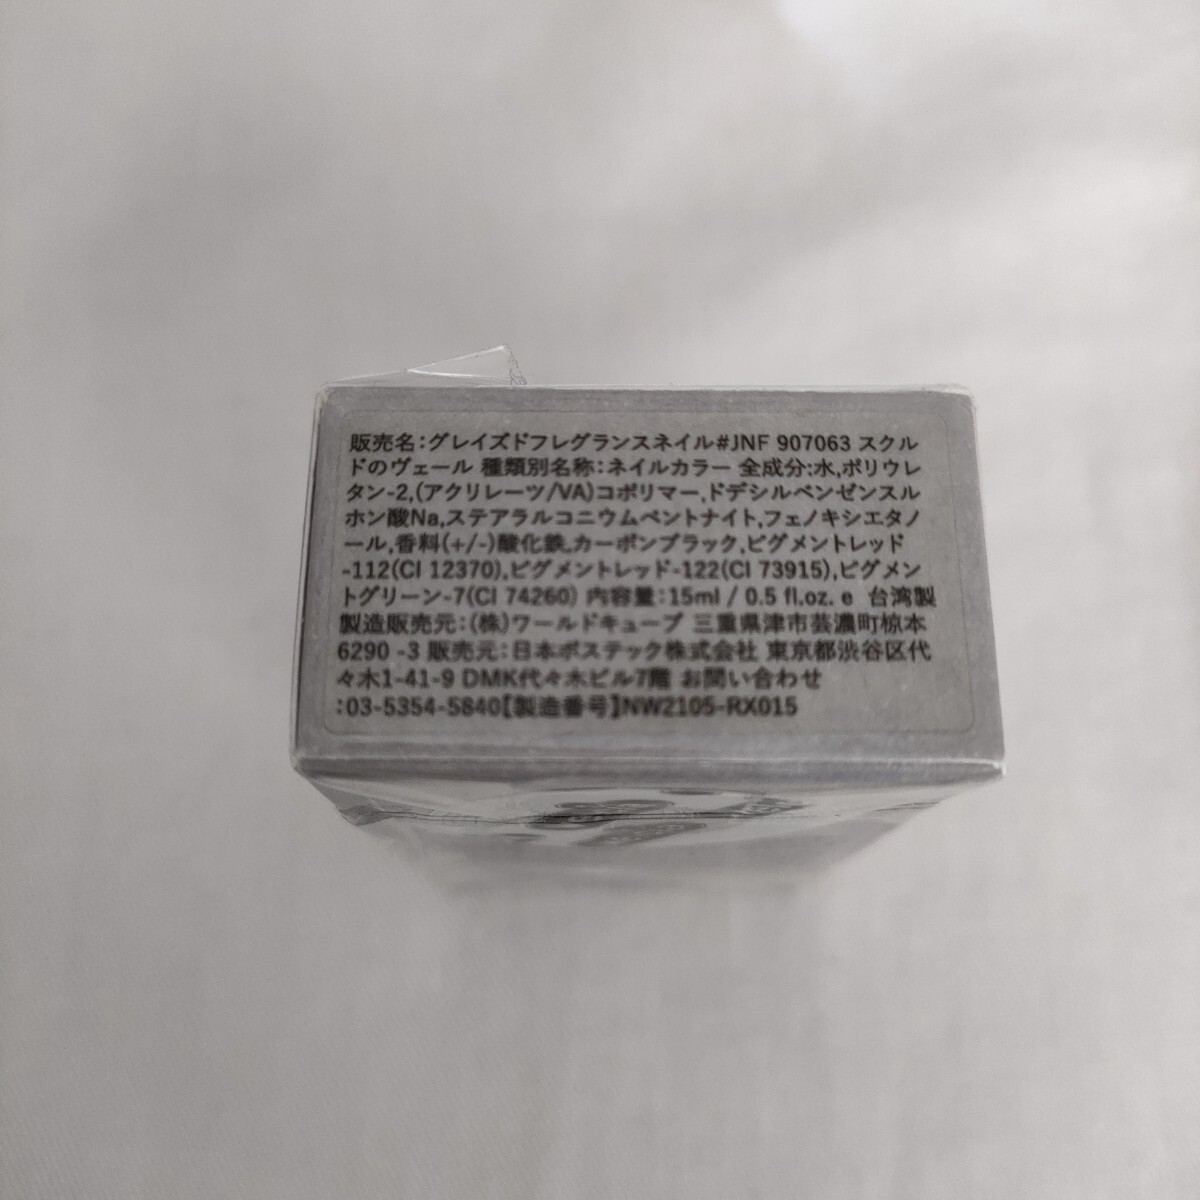 販売名:グレイズドフレグランスネイル#JNF 907063 スクル
ドのヴェール 種類別名称:ネイルカラー 全成分:水,ポリウレ
タン-2,(アクリレーツ/VA)コポリマー,ドデシルベンゼンスル
ホン酸Na,ステアラルコニウムベントナイト,フェノキシエタノ
ール,香料(+/-)酸化鉄,カーボンブラック,ピグメントレッド
-112(CI 12370),ピグメントレッド-122(CI 73915),ピグメン
トグリーン-7(CI 74260) 内容量:15ml / 0.5 fl.oz. e 台湾製
製造販売元:(株)ワールドキューブ 三重県津市芸濃町椋本
6290 -3 販売元:日本ポステック株式会社 東京都渋谷区代
々木1-41-9 DMK代々木ビル7階 お問い合わせ
:03-5354-5840【製造番号】NW2105-RX015